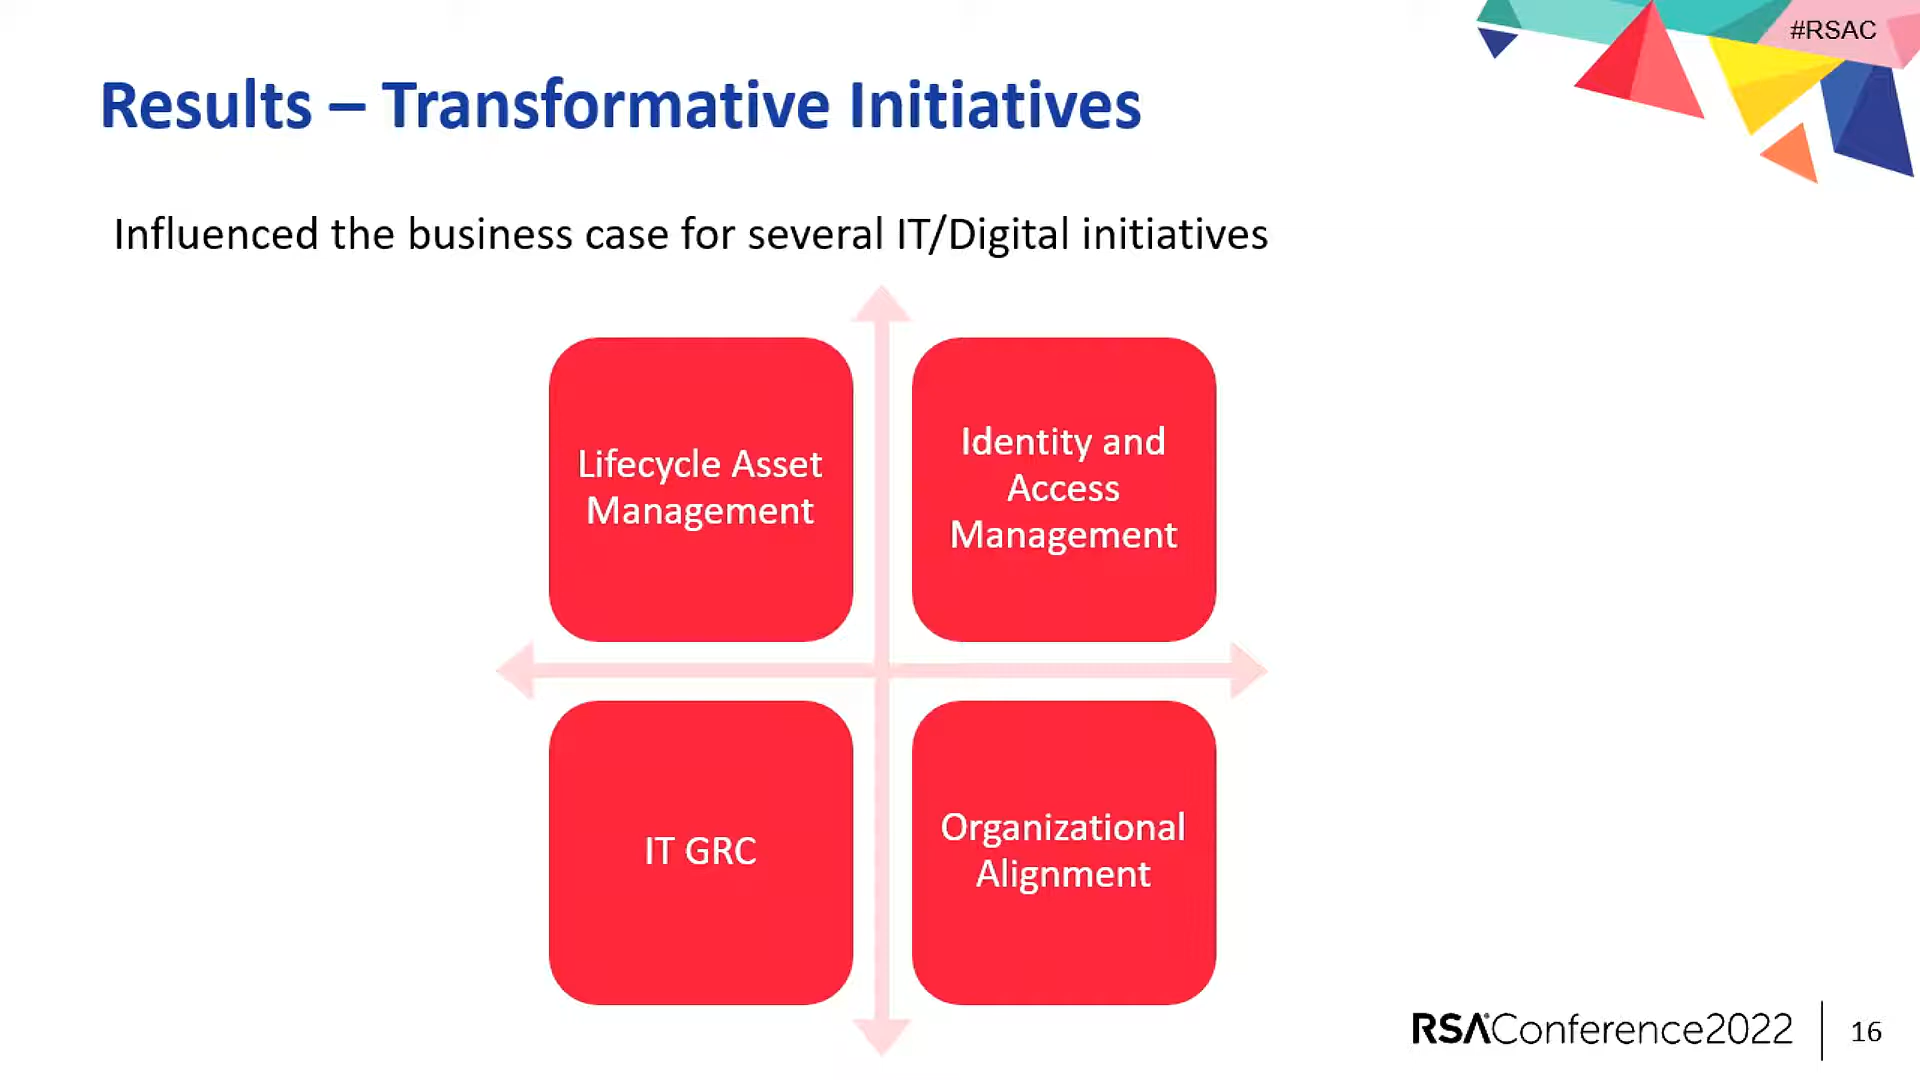 #RSAC
Results – Transformative Initiatives
Influenced the business case for several IT/Digital initiatives
Lifecycle Asset
Management
Identity and
Access
Management
IT GRC
Organizational
Alignment
RSAConference2022
16